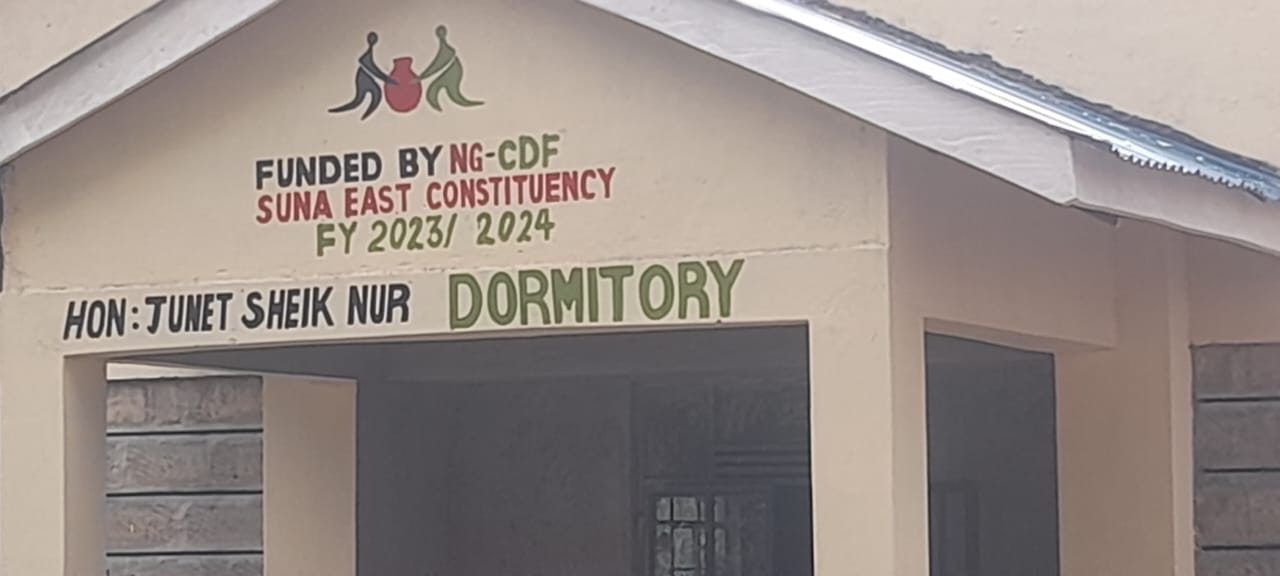 FUNDED BY NG-CDF
SUNA EAST CONSTITUENCY
FY 2023/ 2024
HON: JUNET SHEIK NUR DORMITORY